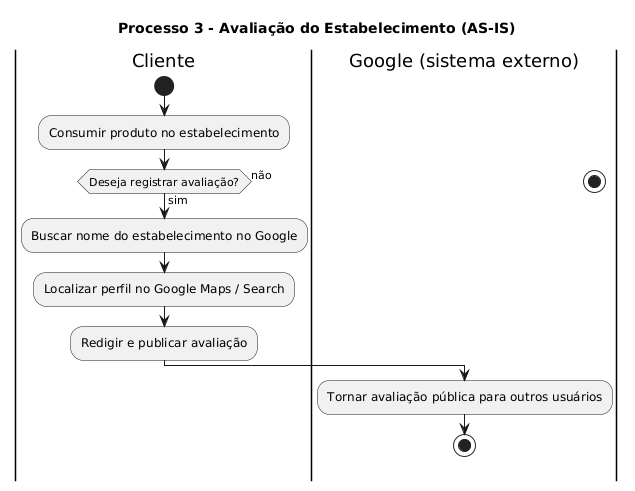 Processo 3 - Avaliação do Estabelecimento (AS-IS)
Cliente
Google (sistema externo)
Consumir produto no estabelecimento
Deseja registrar avaliação?
não
sim
Buscar nome do estabelecimento no Google
Localizar perfil no Google Maps / Search
Redigir e publicar avaliação
Tornar avaliação pública para outros usuários